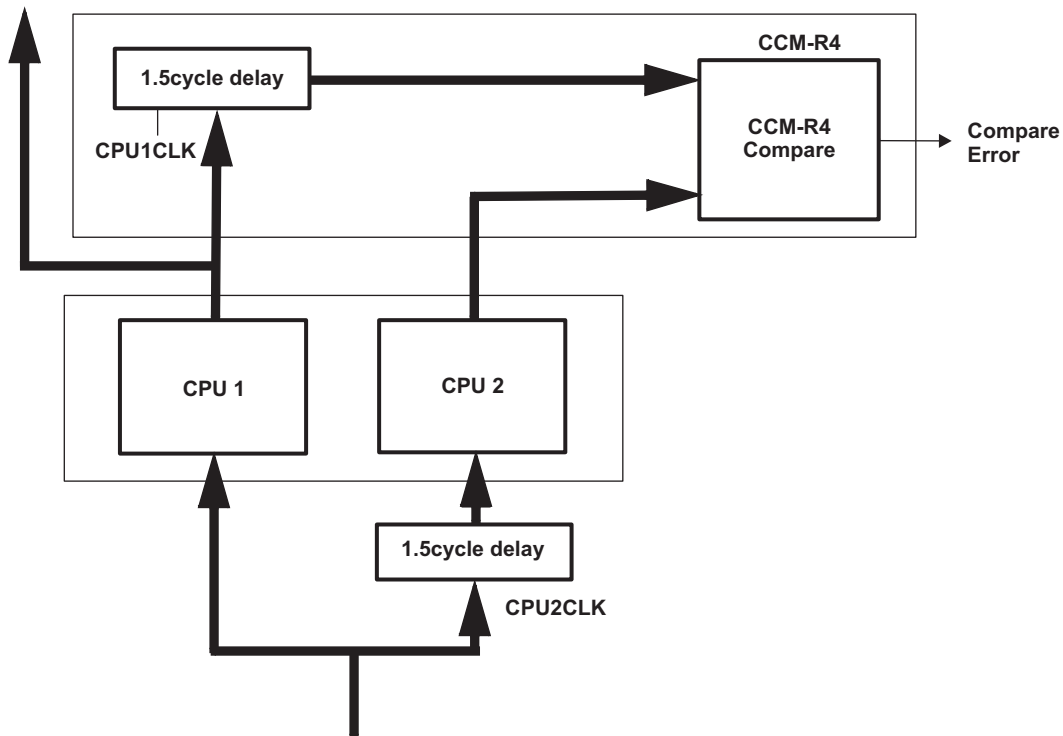 CCM-R4
1.5cycle delay
CPU1CLK
CCM-R4
Compare
Compare
Error
CPU 1
CPU 2
1.5cycle delay
CPU2CLK